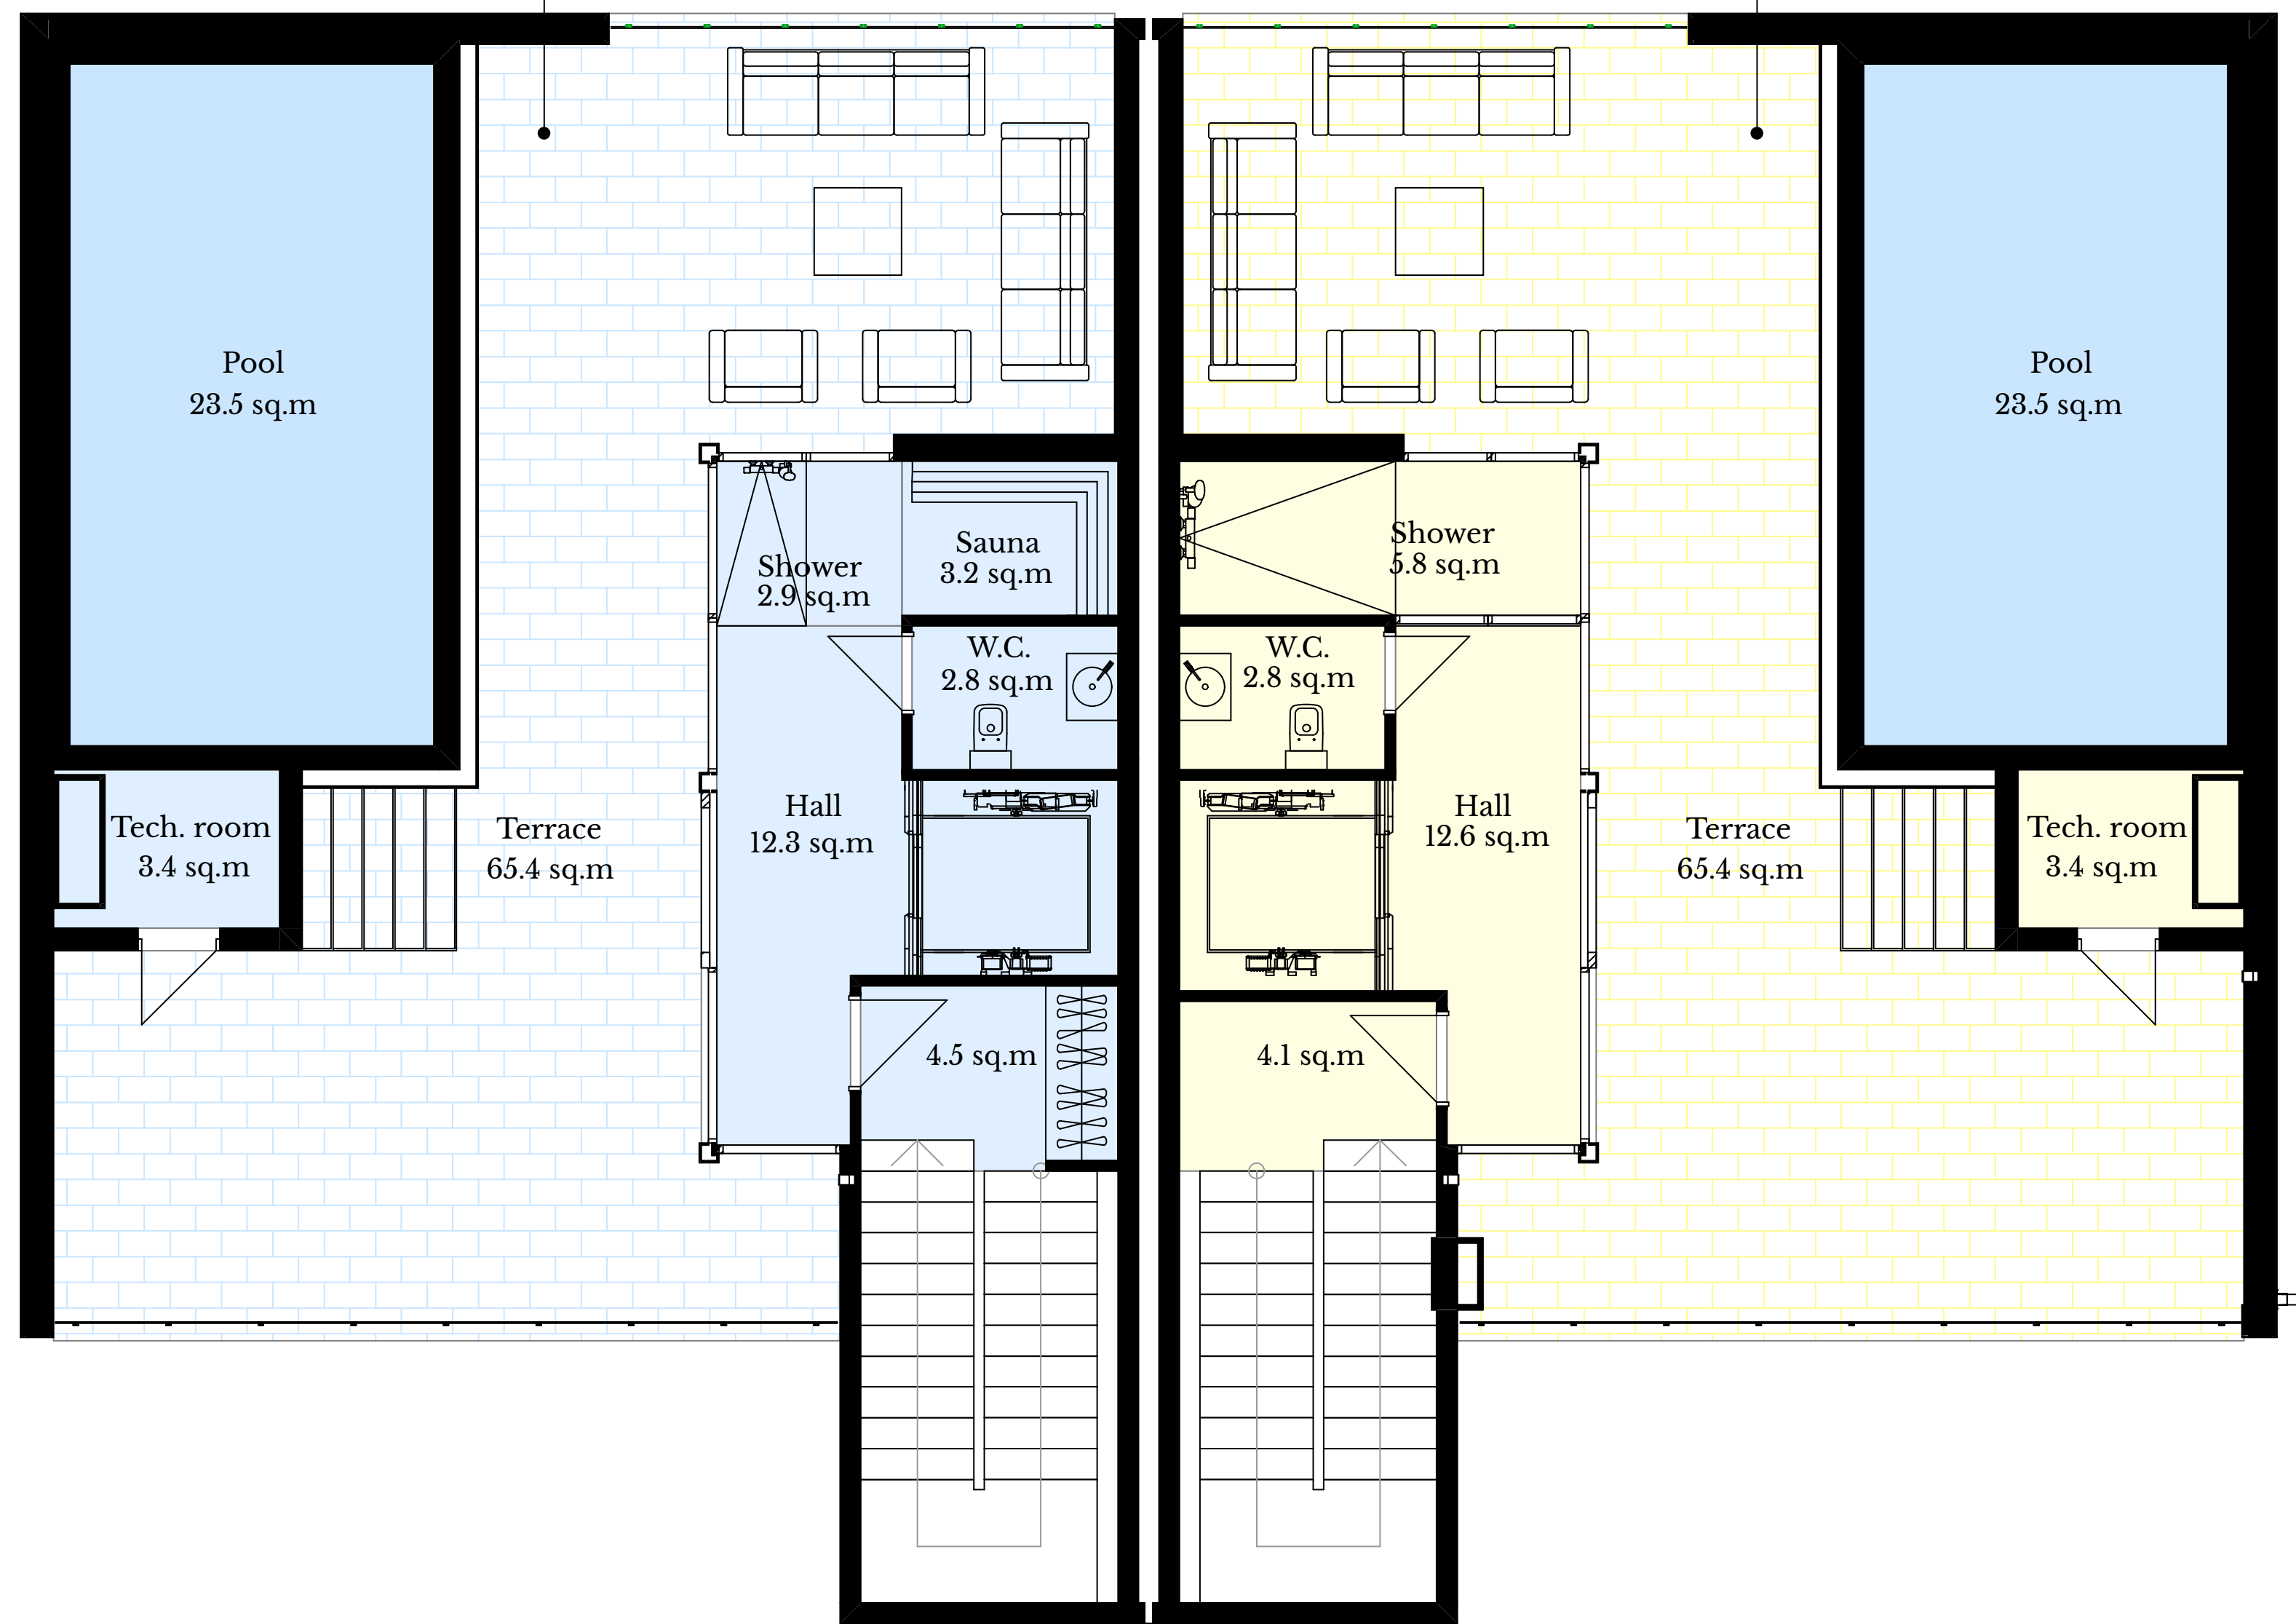 Pool
23.5 sq.m
Pool
23.5 sq.m
Sauna
3.2 sq.m
Shower
2.9 sq.m
Shower
5.8 sq.m
W.C.
2.8 sq.m
W.C.
2.8 sq.m
Tech. room
3.4 sq.m
Terrace
65.4 sq.m
Hall
12.3 sq.m
Hall
12.6 sq.m
Terrace
65.4 sq.m
Tech. room
3.4 sq.m
4.5 sq.m
4.1 sq.m